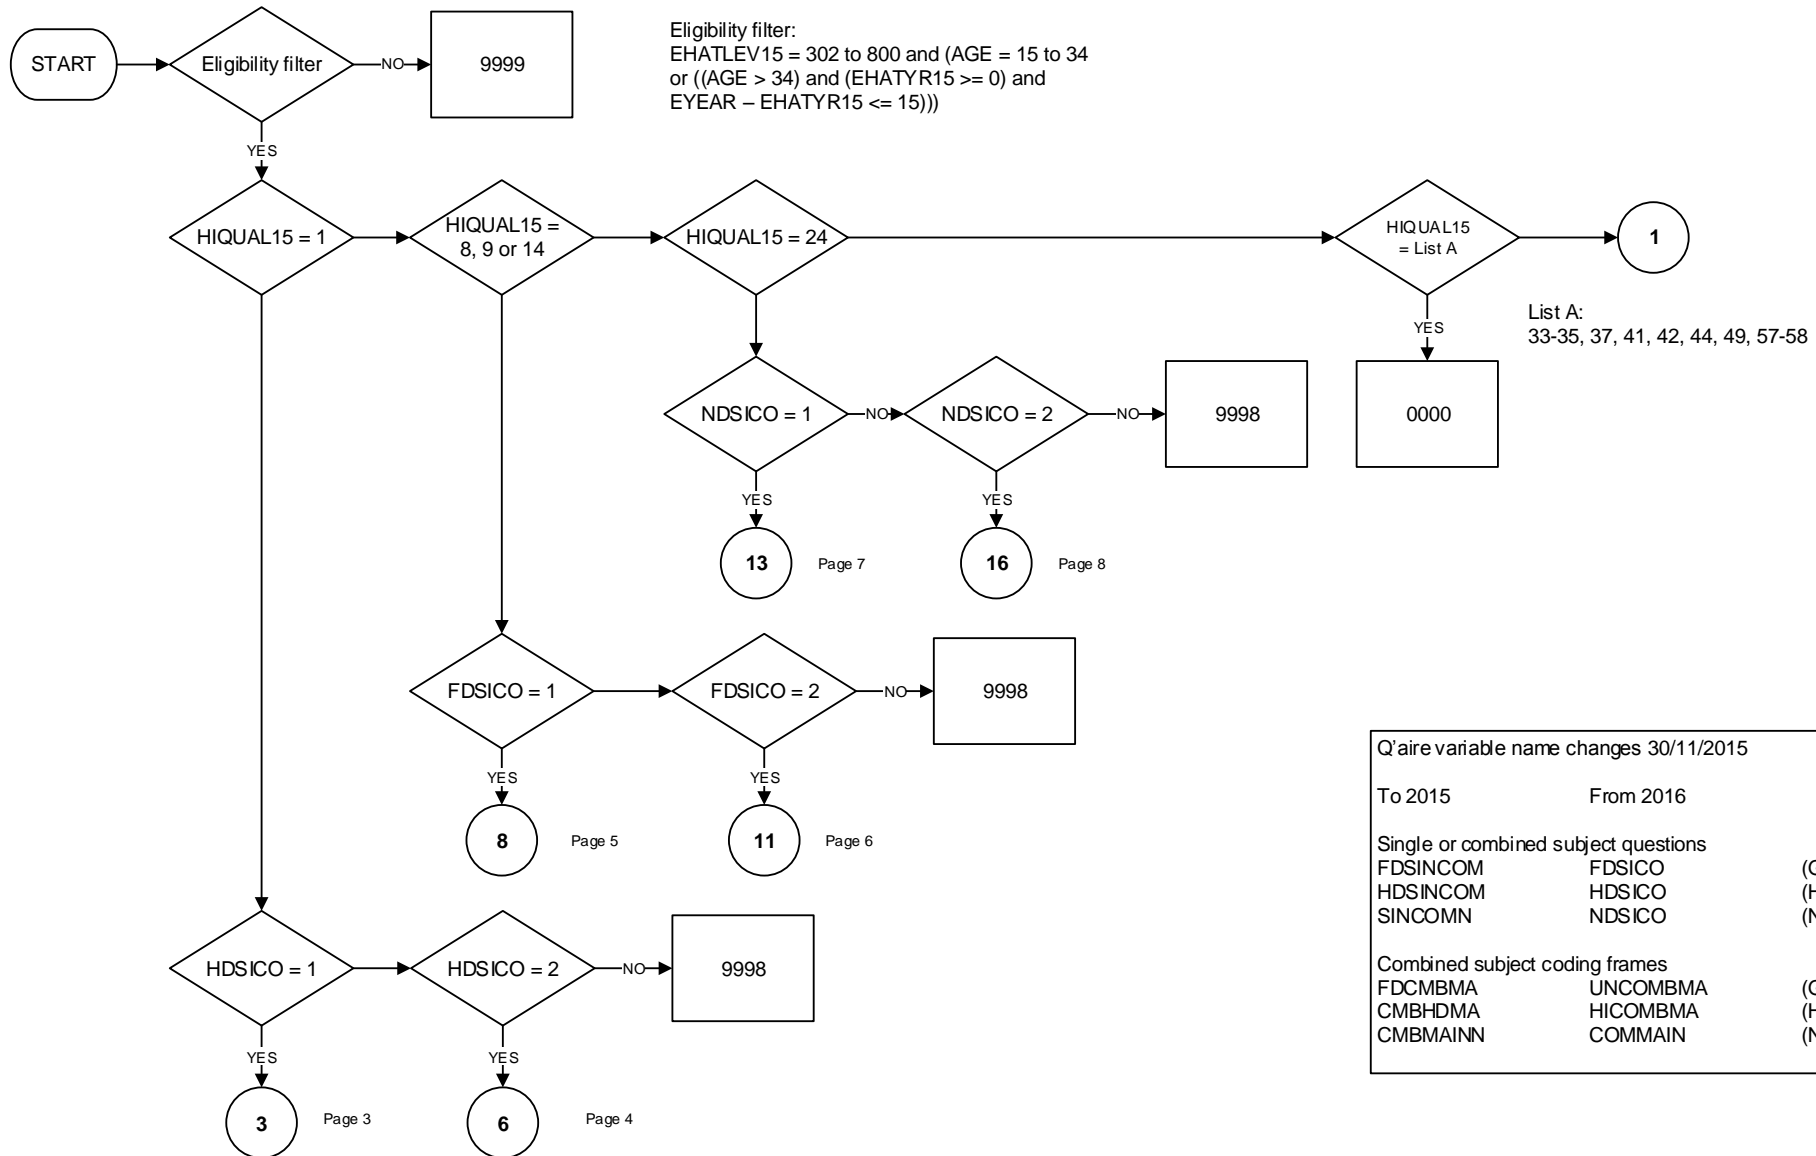 START
Eligibility filter
NO
9999
Eligibility filter:
EHATLEV15 = 302 to 800 and (AGE = 15 to 34
or ((AGE > 34) and (EHATYR15 >= 0) and
EYEAR – EHATYR15 <= 15)))
YES
HIQUAL15 = 1
HIQUAL15 =
8, 9 or 14
HIQUAL15 = 24
HIQUAL15
= List A
1
List A:
33-35, 37, 41, 42, 44, 49, 57-58
YES
0000
NDSICO = 1
NO
NDSICO = 2
NO
9998
YES
YES
13
Page 7
16
Page 8
FDSICO = 1
FDSICO = 2
NO
9998
YES
YES
8
Page 5
11
Page 6
HDSICO = 1
HDSICO = 2
NO
9998
YES
YES
3
Page 3
6
Page 4
Q'aire variable name changes 30/11/2015
To 2015 From 2016
Single or combined subject questions
FDSINCOM FDSICO
HDSINCOM HDSICO (H
SINCOMN NDSICO (N
Combined subject coding frames
FDCMBMA UNCOMBMA
CMBHDMA HICOMBMA (H
CMBMAINN COMMAIN (N